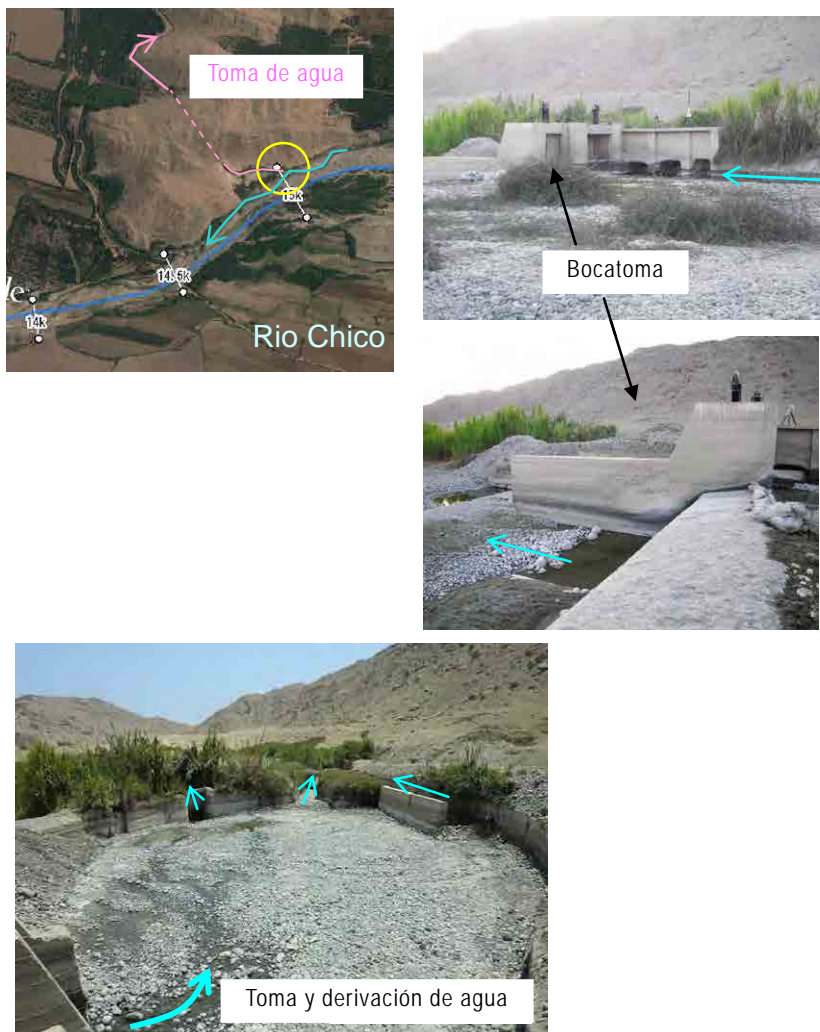 Toma de agua
15k
14.5k
14k
Rio Chico
Bocatoma
Toma y derivación de agua